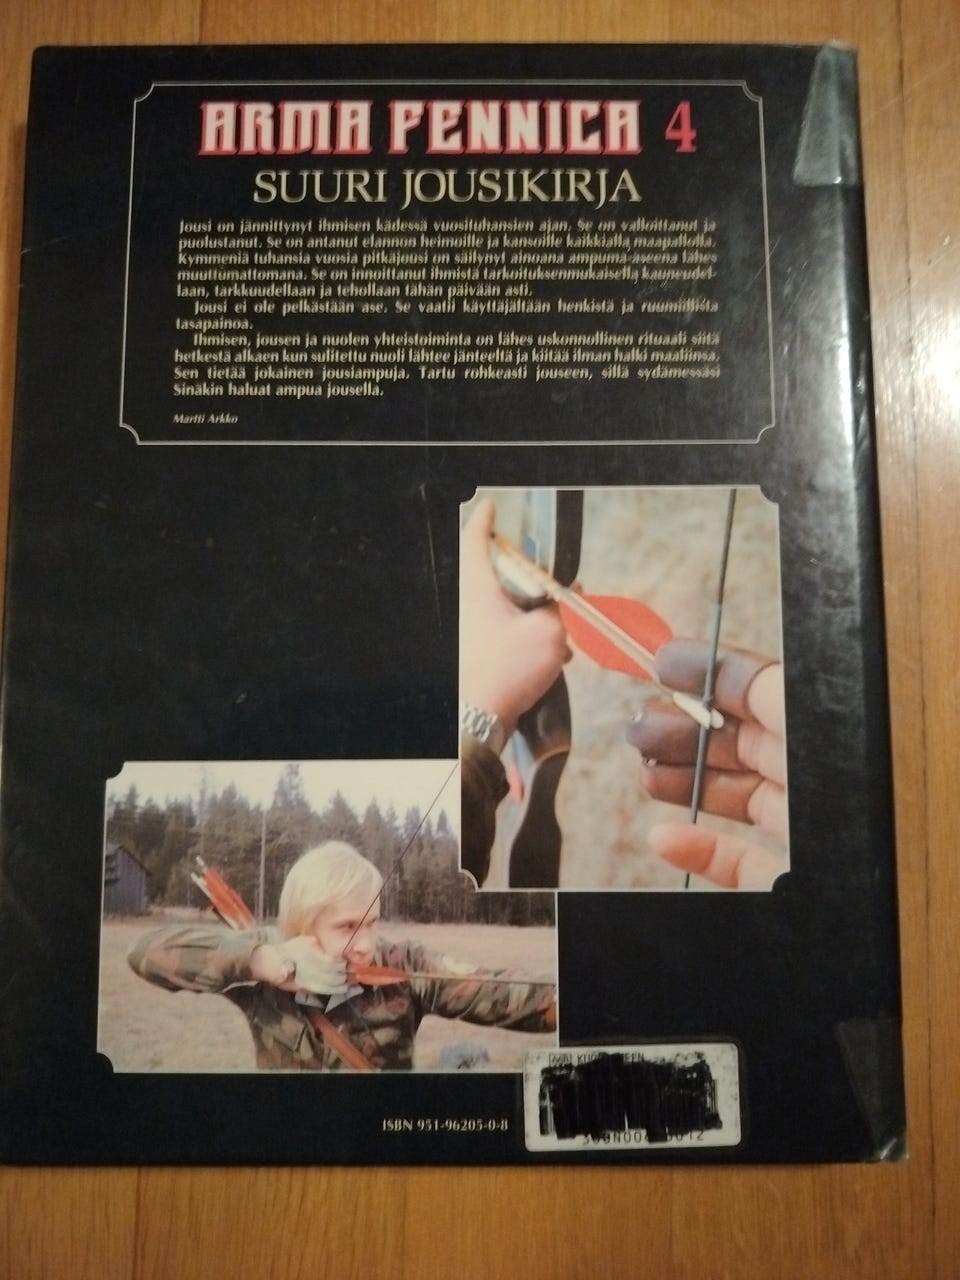 ARMA FENNICA 4
SUURI JOUSIKIRJA
Jousi on jännittynyt ihmisen kädessä vuosituhansien ajan. Se on valloittanut ja
puolustanut. Se on antanut elannon heimoille ja kansoille kaikkialla maapallolla.
Kymmeniä tuhansia vuosia pitkäjousi on säilynyt ainoana ampuma-aseena lähes
muuttumattomana. Se on innoittanut ihmistä tarkoituksenmukaisella kauneudel-
laan, tarkkuudellaan ja tehollaan tähän päivään asti.
Jousi ei ole pelkästään ase. Se vaatii käyttäjältään henkistä ja ruumiillista
tasapainoa.
Ihmisen, jousen ja nuolen yhteistoiminta on lähes uskonnollinen rituaali siitä
hetkestä alkaen kun sulitettu nuoli lähtee jänteeltä ja kiitää ilman halki maaliinsa.
Sen tietää jokainen jousiampuja. Tartu rohkeasti jouseen, sillä sydämessäsi
Sinäkin haluat ampua jousella.
Martti Arkko
ISBN 951-96205-0-8